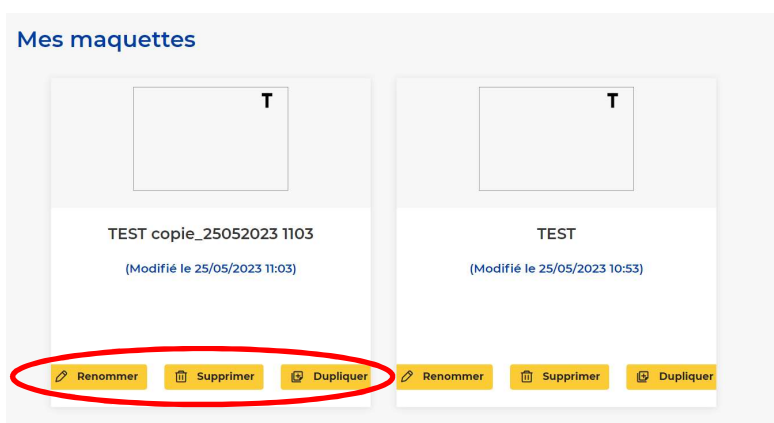 Mes maquettes
T
T
TEST copie_25052023 1103
TEST
(Modifié le 25/05/2023 11:03)
(Modifié le 25/05/2023 10:53)
Renommer Supprimer Dupliquer
Renommer Supprimer Dupliquer